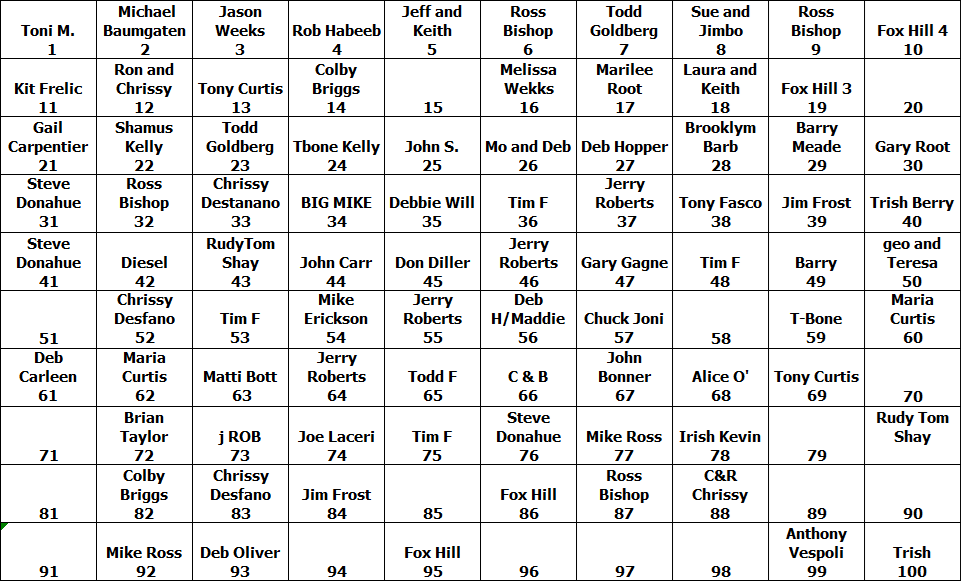 Toni M.
1
Michael
Baumgaten
2
Jason
Weeks
3
Rob Habeeb
4
Jeff and
Keith
5
Ross
Bishop
6
Todd
Goldberg
7
Sue and
Jimbo
8
Ross
Bishop
9
Fox Hill 4
10
Kit Frelic
11
Ron and
Chrissy
12
Tony Curtis
13
Colby
Briggs
14
15
Melissa
Wekks
16
Marilee
Root
17
Laura and
Keith
18
Fox Hill 3
19
20
Gail
Carpentier
21
Shamus
Kelly
22
Todd
Goldberg
23
Tbone Kelly
24
John S.
25
Mo and Deb
26
Deb Hopper
27
Brooklym
Barb
28
Barry
Meade
29
Gary Root
30
Steve
Donahue
31
Ross
Bishop
32
Chrissy
Destanano
33
BIG MIKE
34
Debbie Will
35
Tim F
36
Jerry
Roberts
37
Tony Fasco
38
Jim Frost
39
Trish Berry
40
Steve
Donahue
41
Diesel
42
RudyTom
Shay
43
John Carr
44
Don Diller
45
Jerry
Roberts
46
Gary Gagne
47
Tim F
48
Barry
49
geo and
Teresa
50
51
Chrissy
Desfano
52
Tim F
53
Mike
Erickson
54
Jerry
Roberts
55
Deb
H/Maddie
56
Chuck Joni
57
58
T-Bone
59
Maria
Curtis
60
Deb
Carleen
61
Maria
Curtis
62
Matti Bott
63
Jerry
Roberts
64
Todd F
65
C & B
66
John
Bonner
67
Alice O'
68
Tony Curtis
69
70
71
Brian
Taylor
72
j ROB
73
Joe Laceri
74
Tim F
75
Steve
Donahue
76
Mike Ross
77
Irish Kevin
78
79
Rudy Tom
Shay
81
Colby
Briggs
82
Chrissy
Desfano
83
Jim Frost
84
85
Fox Hill
86
Ross
Bishop
87
C&R
Chrissy
88
89
90
91
Mike Ross
92
Deb Oliver
93
94
Fox Hill
95
96
97
98
Anthony
Vespoli
99
Trish
100